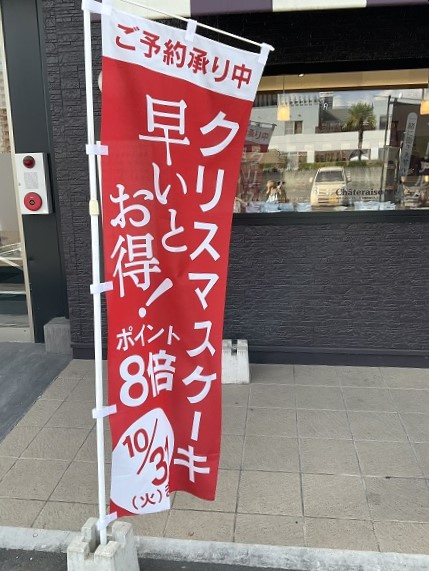 ご予約承り中
クリスマスケーキ
早いと
お得!
ポイント
8倍
10/31
(火)
Châteraisé